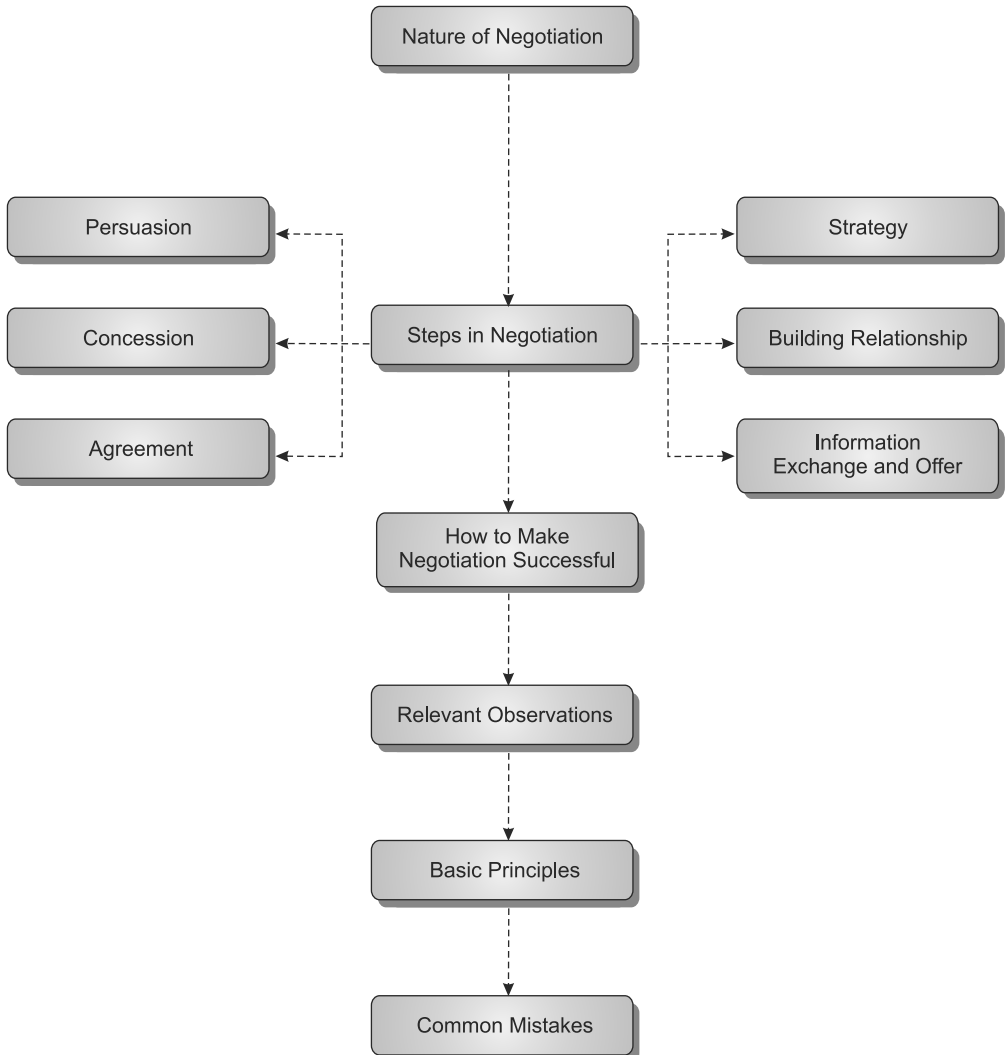 Nature of Negotiation
Persuasion
Strategy
Concession
Steps in Negotiation
Building Relationship
Agreement
Information
Exchange and Offer
How to Make
Negotiation Successful
Relevant Observations
Basic Principles
Common Mistakes